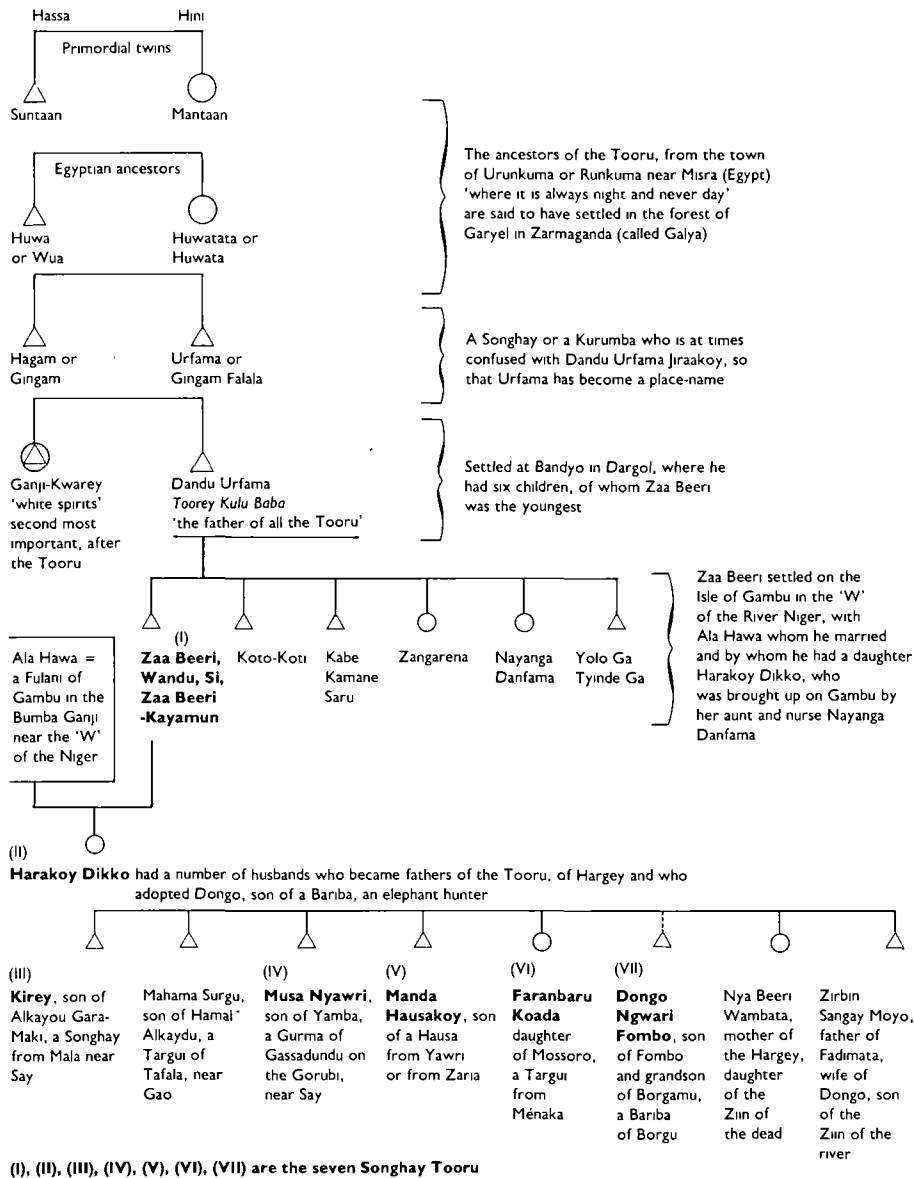 Hassa Hini
Primordial twins
Suntaan Mantaan
Egyptian ancestors
Huwa
or Wua
Huwatata or
Huwata
The ancestors of the Tooru, from the town
of Urunkuma or Runkuma near Misra (Egypt)
'where it is always night and never day'
are said to have settled in the forest of
Garyel in Zarmaganda (called Galya)
Hagam or
Gingam
Urfama or
Gingam Falala
A Songhay or a Kurumba who is at times
confused with Dandu Urfama Jiraakoy, so
that Urfama has become a place-name
Ganji-Kwarey
'white spirits'
second most
important, after
the Tooru
Dandu Urfama
Toorey Kulu Baba
'the father of all the Tooru'
Settled at Bandyo in Dargol, where he
had six children, of whom Zaa Beeri
was the youngest
Ala Hawa =
a Fulani of
Gambu in the
Bumba Ganji
near the 'W'
of the Niger
(I)
Zaa Beeri,
Wandu, Si,
Zaa Beeri
-Kayamun
Koto-Koti
Kabe
Kamane
Saru
Zangarena
Nayanga
Danfama
Yolo Ga
Tyinde Ga
Zaa Beeri settled on the
Isle of Gambu in the 'W'
of the River Niger, with
Ala Hawa whom he married
and by whom he had a daughter
Harakoy Dikko, who
was brought up on Gambu by
her aunt and nurse Nayanga
Danfama
(II)
Harakoy Dikko had a number of husbands who became fathers of the Tooru, of Hargey and who
adopted Dongo, son of a Bariba, an elephant hunter
(III)
Kirey, son of
Alkayou Gara-
Maki, a Songhay
from Mala near
Say
Mahama Surgu,
son of Hamal
Alkaydu, a
Targui of
Tafala, near
Gao
(IV)
Musa Nyawri,
son of Yamba,
a Gurma of
Gassadundu on
the Gorubi,
near Say
(V)
Manda
Hausakoy, son
of a Hausa
from Yawri
or from Zaria
(VI)
Faranbaru
Koada
daughter
of Mossoro,
a Targui
from
Ménaka
(VII)
Dongo
Ngwari
Fombo, son
of Fombo
and grandson
of Borgamu,
a Bariba
of Borgu
Nya Beeri
Wambata,
mother of
the Hargey,
daughter
of the
Ziin of
the dead
Zirbin
Sangay Moyo,
father of
Fadimata,
wife of
Dongo, son
of the
Ziin of the
river
(I), (II), (III), (IV), (V), (VI), (VII) are the seven Songhay Tooru